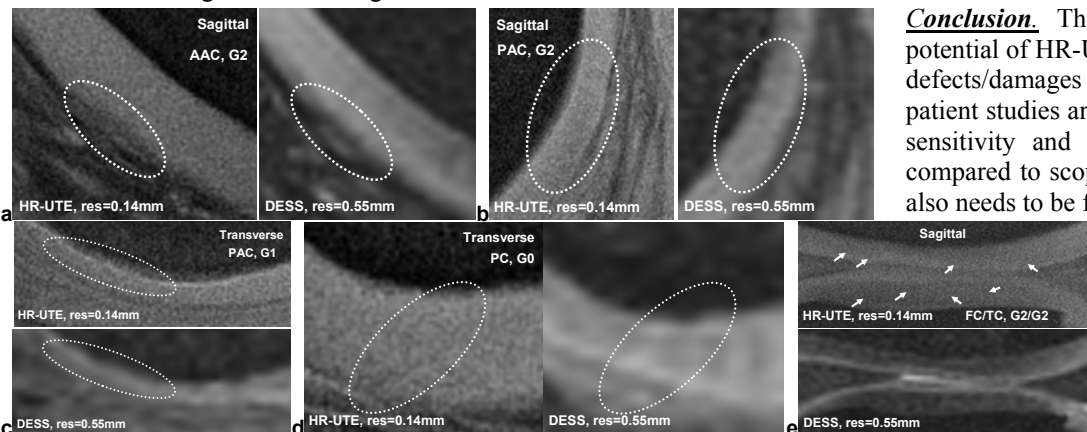 Sagittal
AAC, G2
HR-UTE, res=0.14mm
DESS, res=0.55mm
a
Sagittal
PAC, G2
HR-UTE, res=0.14mm
DESS, res=0.55mm
b
Conclusion. Th
potential of HR-U
defects/damages
patient studies an
sensitivity and
compared to scop
also needs to be f
Transverse
PAC, G1
HR-UTE, res=0.14mm
DESS, res=0.55mm
c
Transverse
PC, G0
HR-UTE, res=0.14mm
DESS, res=0.55mm
d
Sagittal
HR-UTE, res=0.14mm
FC/TC, G2/G2
DESS, res=0.55mm
e